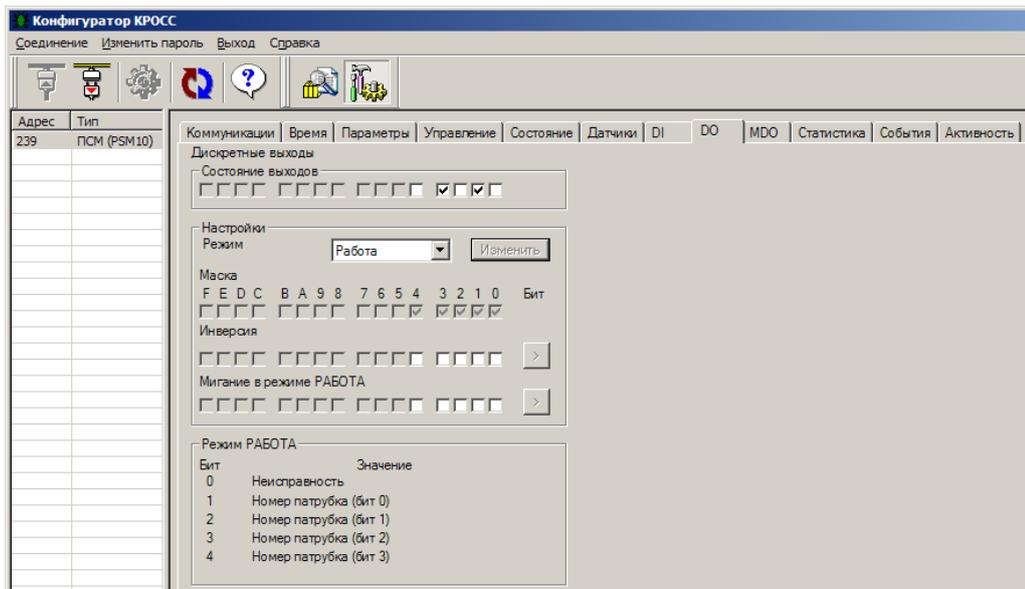 Конфигуратор КРОСС
Соединение Изменить пароль Выход Справка
Адрес Тип
239 ПСМ (PSM10)
Коммуникации Время Параметры Управление Состояние Датчики DI DO MDO Статистика События Активность
Дискретные выходы
Состояние выходов
Настройки
Режим Работа Изменить
Маска
F E D C B A 9 8 7 6 5 4 3 2 1 0 Бит
Инверсия
>
Мигание в режиме РАБОТА
>
Режим РАБОТА
Бит Значение
0 Неисправность
1 Номер патрубка (бит 0)
2 Номер патрубка (бит 1)
3 Номер патрубка (бит 2)
4 Номер патрубка (бит 3)